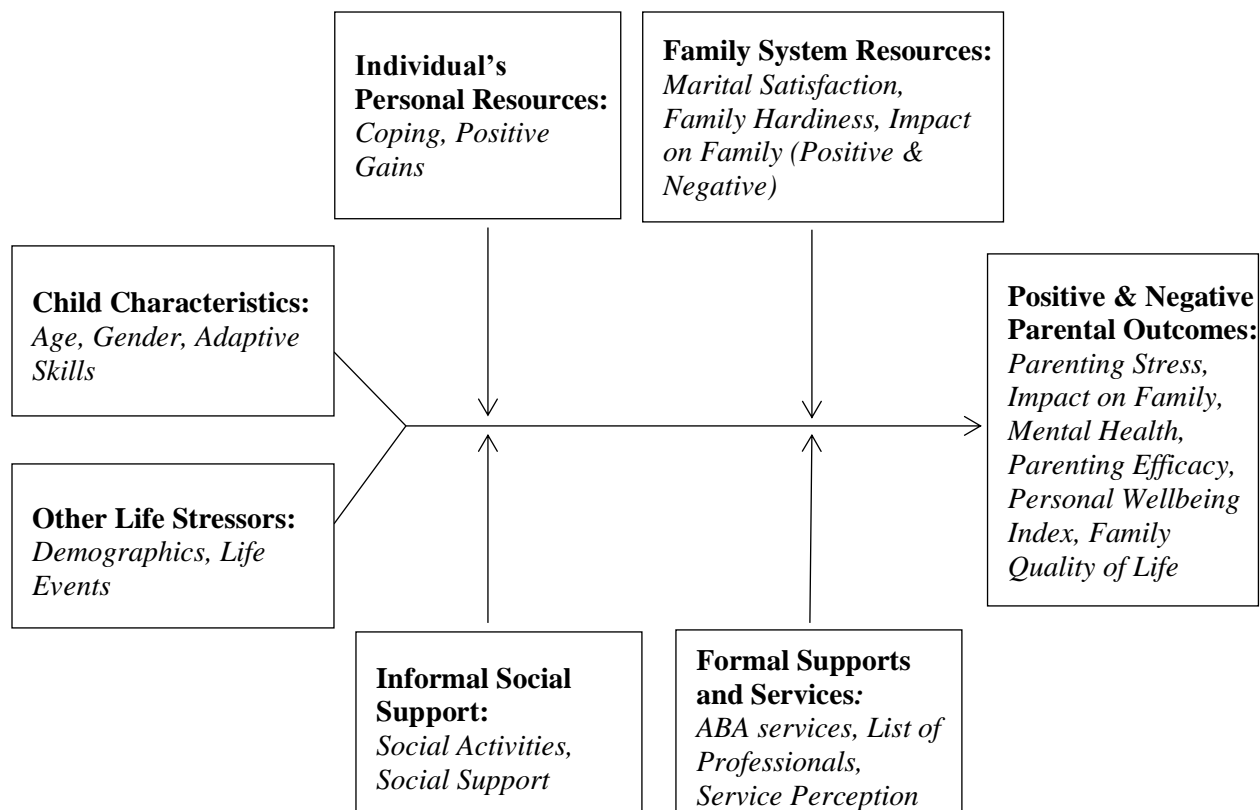 Individual’s
Personal Resources:
Coping, Positive
Gains
Family System Resources:
Marital Satisfaction,
Family Hardiness, Impact
on Family (Positive &
Negative)
Child Characteristics:
Age, Gender, Adaptive
Skills
Other Life Stressors:
Demographics, Life
Events
Positive & Negative
Parental Outcomes:
Parenting Stress,
Impact on Family,
Mental Health,
Parenting Efficacy,
Personal Wellbeing
Index, Family
Quality of Life
Informal Social
Support:
Social Activities,
Social Support
Formal Supports
and Services:
ABA services, List of
Professionals,
Service Perception